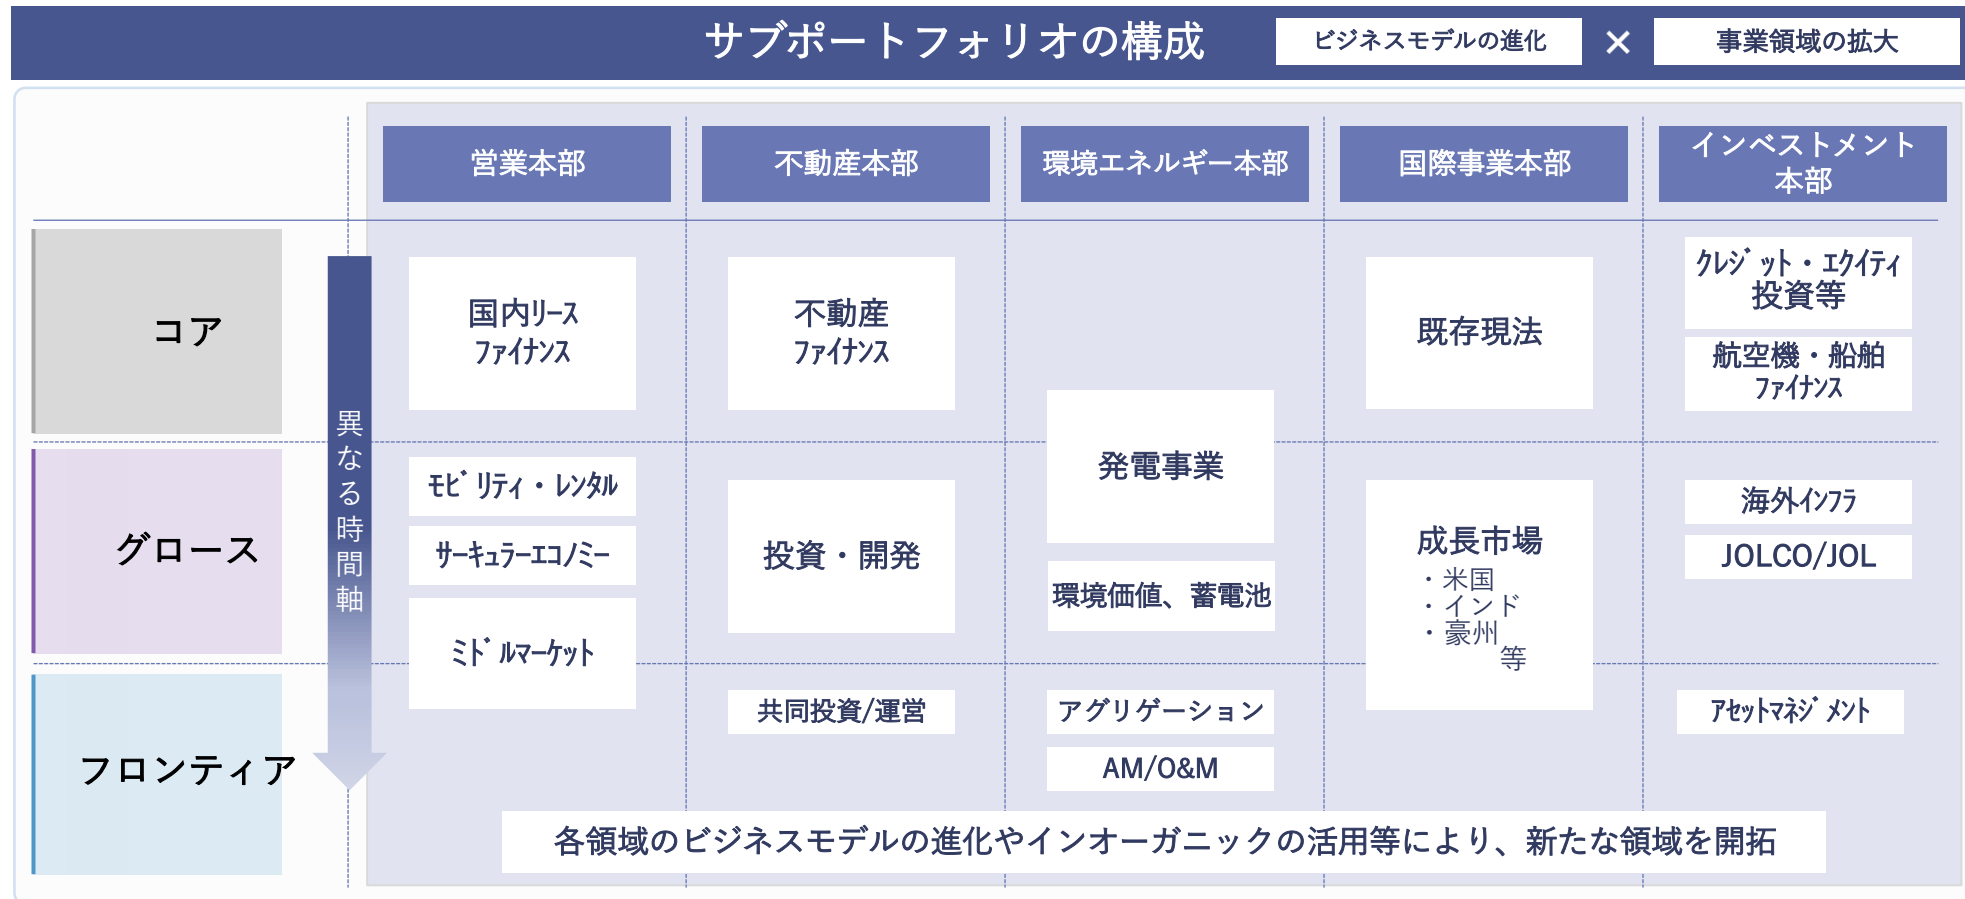 サブポートフォリオの構成
ビジネスモデルの進化
×
事業領域の拡大
営業本部
不動産本部
環境エネルギー本部
国際事業本部
インベストメント
本部
異なる時間軸
コア
国内ﾘｰｽ
ﾌｧｲﾅﾝｽ
不動産
ﾌｧｲﾅﾝｽ
既存現法
ｸﾚｼﾞｯﾄ・ｴｸｲﾃｨ
投資等
航空機・船舶
ﾌｧｲﾅﾝｽ
発電事業
グロース
ﾓﾋﾞﾘﾃｨ・ﾚﾝﾀﾙ
ｻｰｷｭﾗｰｴｺﾉﾐｰ
ﾐﾄﾞﾙﾏｰｹｯﾄ
投資・開発
環境価値、蓄電池
成長市場
・米国
・インド
・豪州
等
海外ｲﾝﾌﾗ
JOLCO/JOL
フロンティア
共同投資/運営
アグリゲーション
AM/O&M
ｱｾｯﾄﾏﾈｼﾞﾒﾝﾄ
各領域のビジネスモデルの進化やインオーガニックの活用等により、新たな領域を開拓